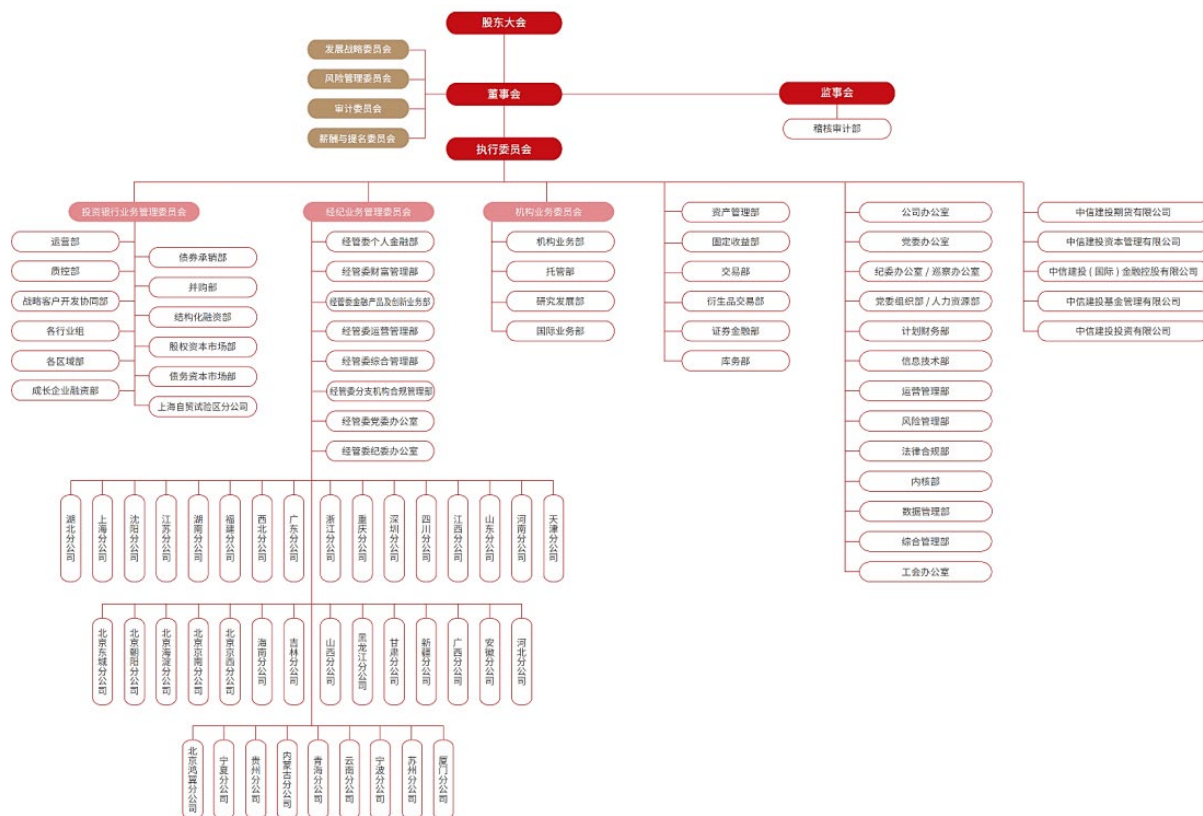 股东大会
发展战略委员会
风险管理委员会
审计委员会
薪酬与提名委员会
董事会
监事会
稽核审计部
执行委员会
投资银行业务管理委员会
运营部
质控部
战略客户开发协同部
各行业组
各区域部
成长企业融资部
债券承销部
并购部
结构化融资部
股权资本市场部
债务资本市场部
上海自贸试验区分公司
经纪业务管理委员会
经管委个人金融部
经管委财富管理部
经管委金融产品及创新业务部
经管委运营管理部
经管委综合管理部
经管委分支机构合规管理部
经管委党委办公室
经管委纪委办公室
机构业务委员会
机构业务部
托管部
研究发展部
国际业务部
资产管理部
固定收益部
交易部
衍生品交易部
证券金融部
库务部
公司办公室
党委办公室
纪委办公室 / 巡察办公室
党委组织部 / 人力资源部
计划财务部
信息技术部
运营管理部
风险管理部
法律合规部
内核部
数据管理部
综合管理部
工会办公室
中信建投期货有限公司
中信建投资本管理有限公司
中信建投 ( 国际 ) 金融控股有限公司
中信建投基金管理有限公司
中信建投投资有限公司
湖北分公司
上海分公司
沈阳分公司
江苏分公司
湖南分公司
福建分公司
西北分公司
广东分公司
浙江分公司
重庆分公司
深圳分公司
四川分公司
江西分公司
山东分公司
河南分公司
天津分公司
北京东城分公司
北京朝阳分公司
北京海淀分公司
北京京南分公司
北京京西分公司
海南分公司
吉林分公司
山西分公司
黑龙江分公司
甘肃分公司
新疆分公司
广西分公司
安徽分公司
河北分公司
北京鸿翼分公司
宁夏分公司
贵州分公司
内蒙古分公司
青海分公司
云南分公司
宁波分公司
苏州分公司
厦门分公司